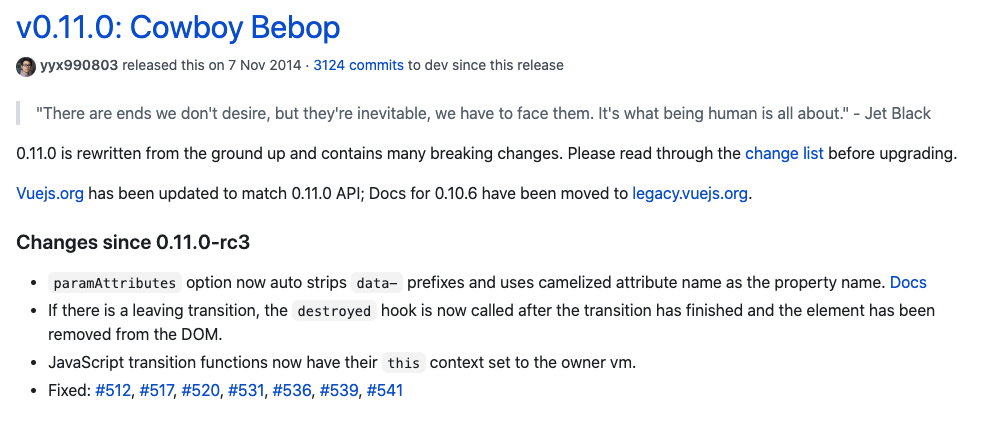 v0.11.0: Cowboy Bebop
yyx990803 released this on 7 Nov 2014 · 3124 commits to dev since this release
"There are ends we don't desire, but they're inevitable, we have to face them. It's what being human is all about." - Jet Black
0.11.0 is rewritten from the ground up and contains many breaking changes. Please read through the change list before upgrading.
Vuejs.org has been updated to match 0.11.0 API; Docs for 0.10.6 have been moved to legacy.vuejs.org.
Changes since 0.11.0-rc3
• paramAttributes option now auto strips data- prefixes and uses camelized attribute name as the property name. Docs
• If there is a leaving transition, the destroyed hook is now called after the transition has finished and the element has been
removed from the DOM.
• JavaScript transition functions now have their this context set to the owner vm.
• Fixed: #512, #517, #520, #531, #536, #539, #541